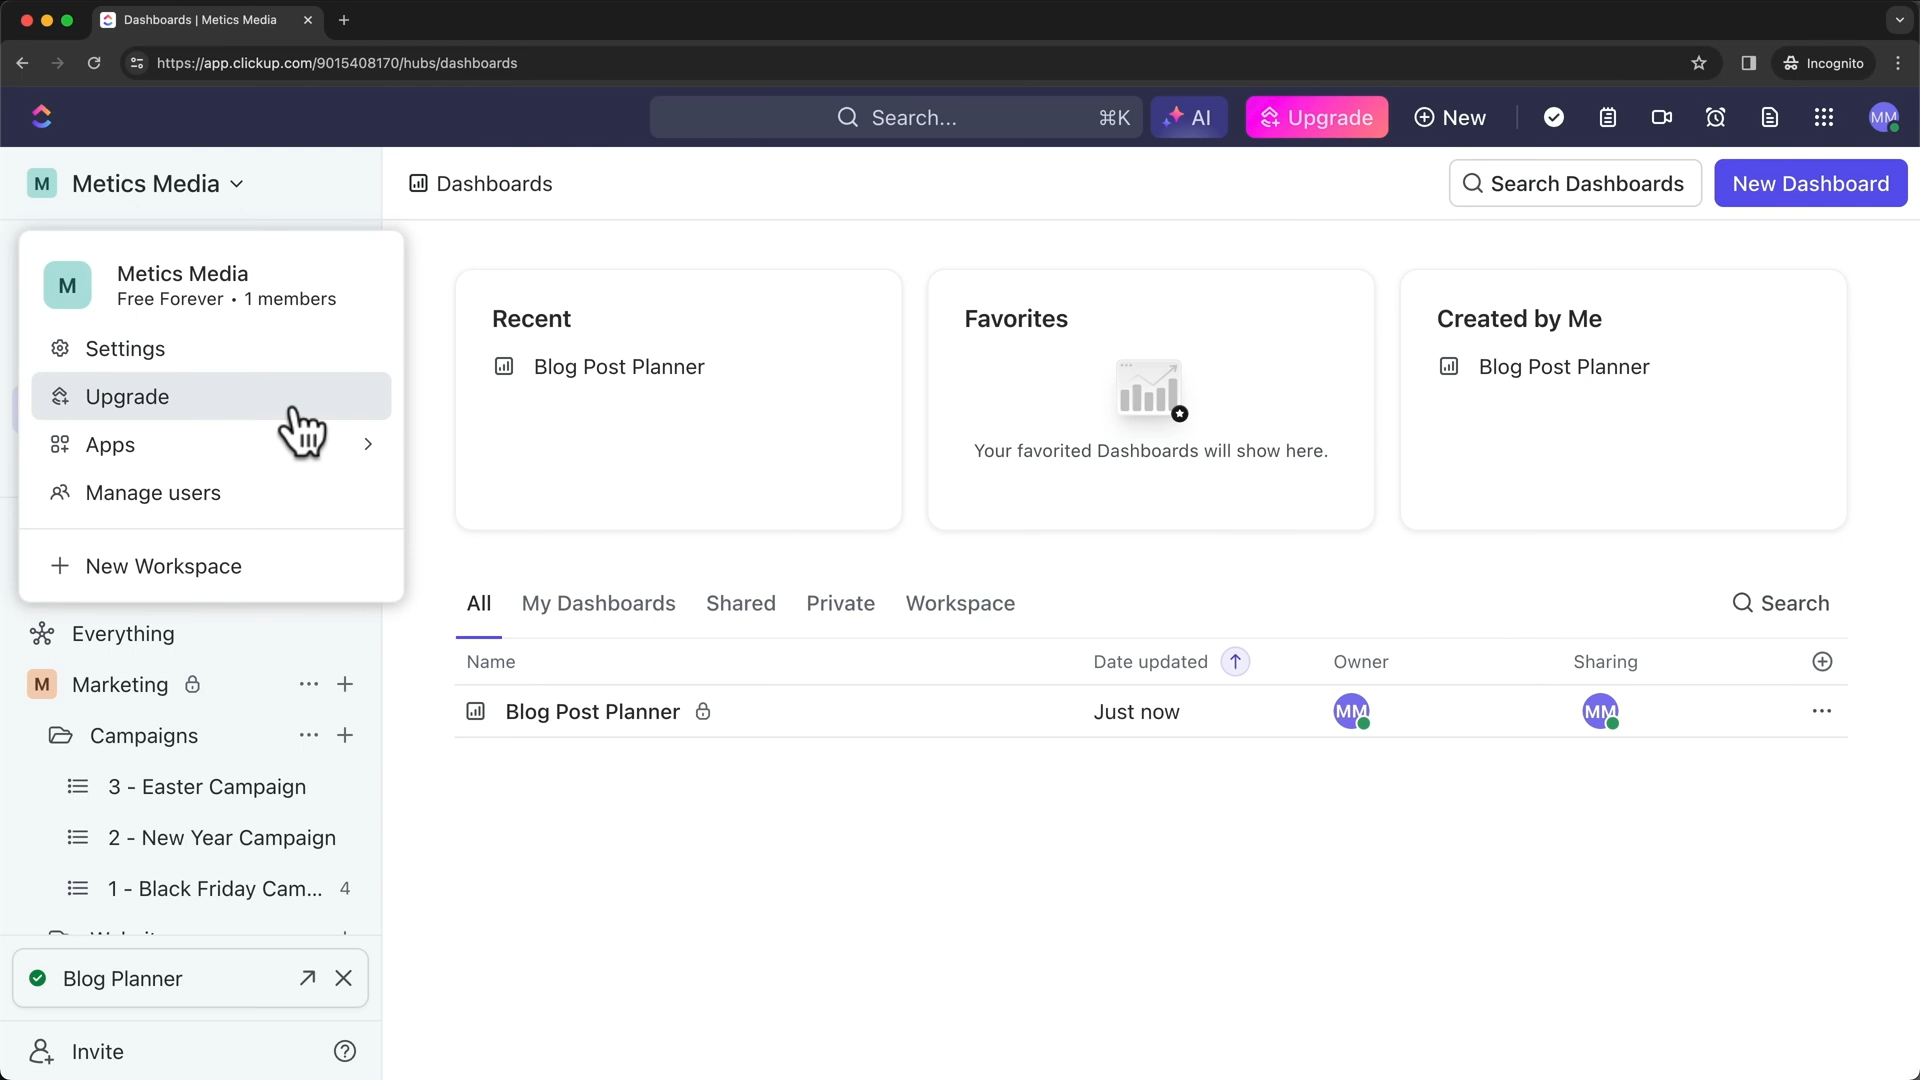 Dashboards | Metics Media
https://app.clickup.com/9015408170/hubs/dashboards
Incognito
Search... ⌘K
AI
Upgrade
New
MM
M Metics Media
Dashboards
Search Dashboards
New Dashboard
M
Metics Media
Free Forever • 1 members
Settings
Upgrade
Apps
Manage users
New Workspace
Recent
Blog Post Planner
Favorites
Your favorited Dashboards will show here.
Created by Me
Blog Post Planner
All My Dashboards Shared Private Workspace
Search
Name Date updated Owner Sharing
Blog Post Planner Just now MM MM
Everything
M Marketing
Campaigns
3 - Easter Campaign
2 - New Year Campaign
1 - Black Friday Cam... 4
Blog Planner
Invite